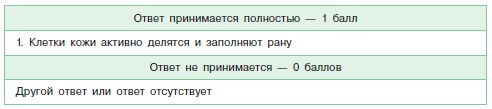 Ответ принимается полностью — 1 балл
1. Клетки кожи активно делятся и заполняют рану
Ответ не принимается — 0 баллов
Другой ответ или ответ отсутствует